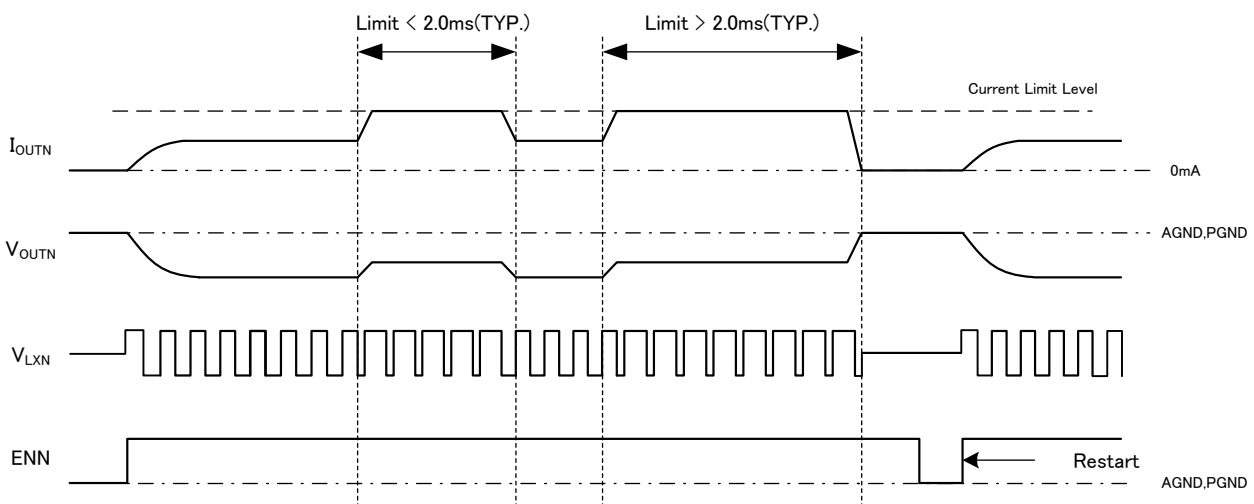 Limit < 2.0ms(TYP.) Limit > 2.0ms(TYP.)
Current Limit Level
IOUTN
0mA
AGND,PGND
VOUTN
VLXN
ENN
Restart
AGND,PGND